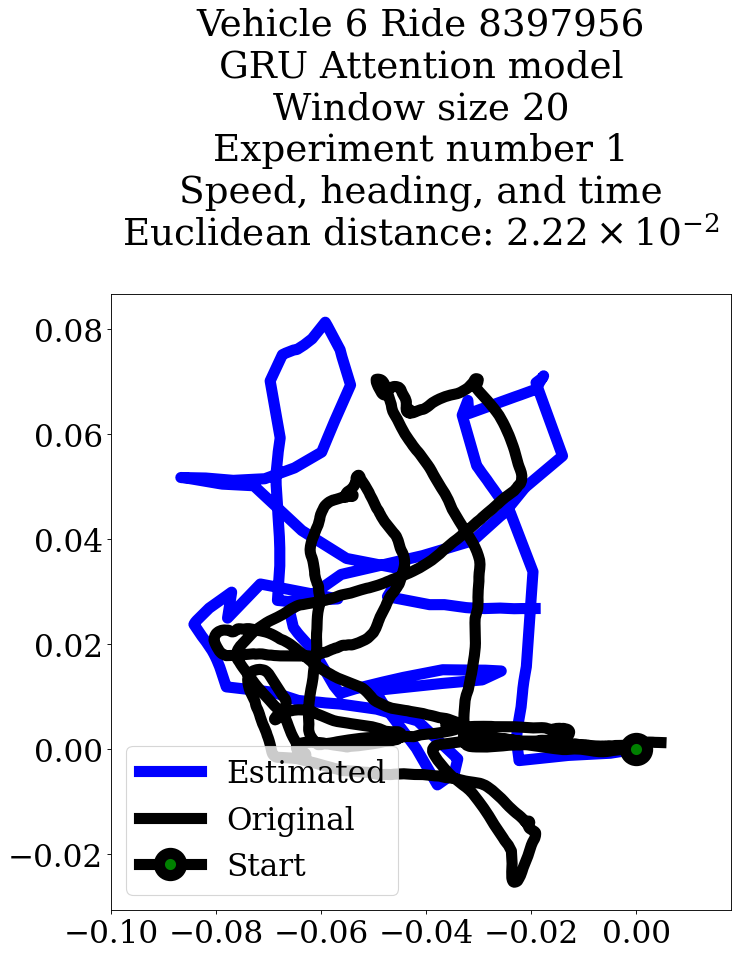 Vehicle 6 Ride 8397956
GRU Attention model
Window size 20
Experiment number 1
Speed, heading, and time
Euclidean distance: 2.22 × 10⁻²
0.08
0.06
0.04
0.02
0.00
−0.02
Estimated
Original
Start
−0.10 −0.08 −0.06 −0.04 −0.02 0.00